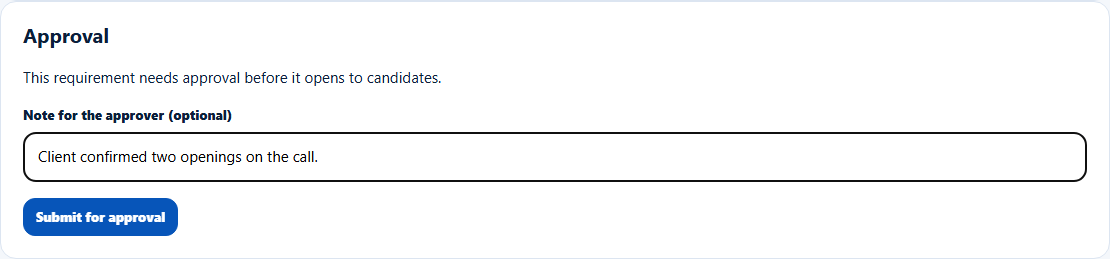 Approval
This requirement needs approval before it opens to candidates.
Note for the approver (optional)
Client confirmed two openings on the call.
Submit for approval